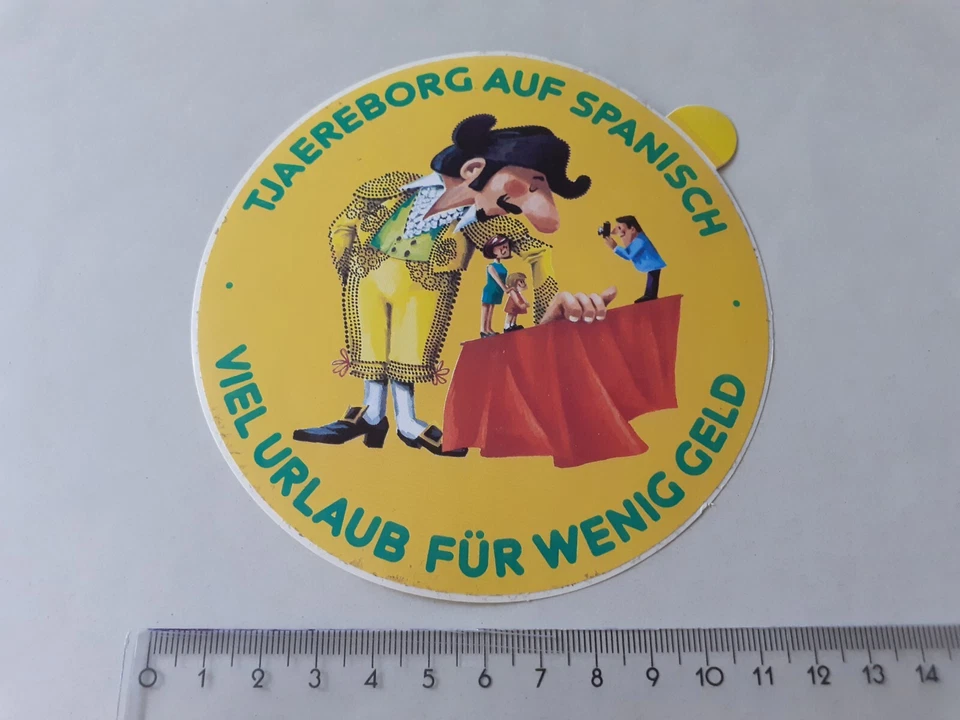 TJAEREBORG AUF SPANISCH
VIEL URLAUB FÜR WENIG GELD
0 1 2 3 4 5 6 7 8 9 10 11 12 13 14